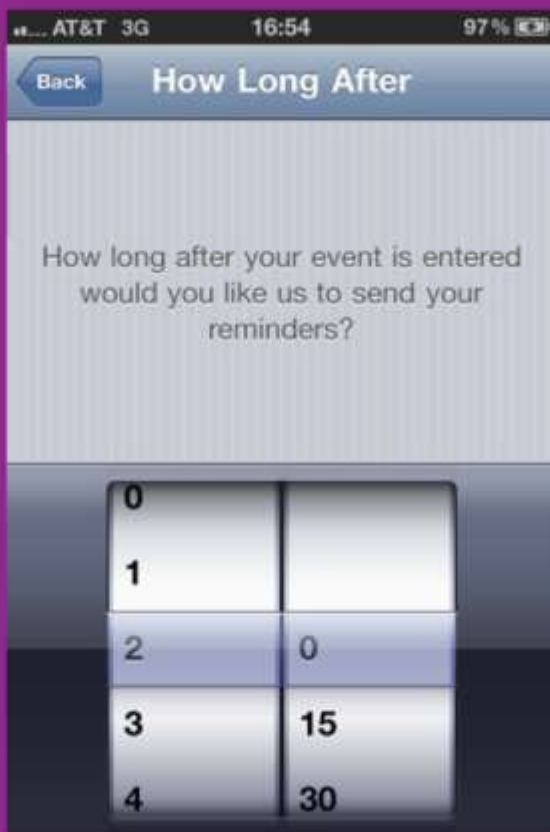 AT&T 3G 16:54 97%
Back How Long After
How long after your event is entered
would you like us to send your
reminders?
0
1
2 0
3 15
4 30